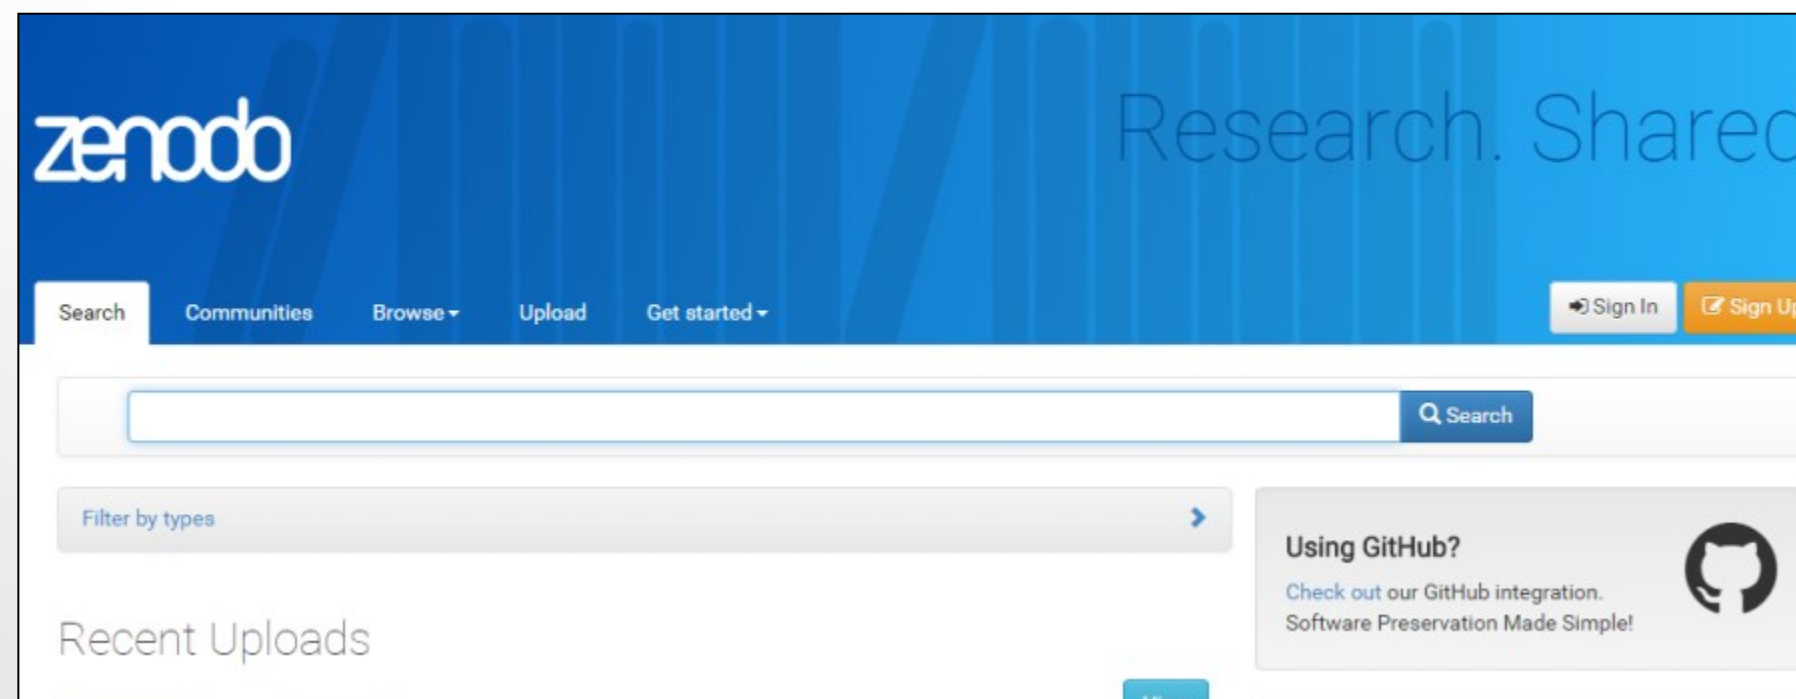 zenodo
Research. Shared
Search Communities Browse Upload Get started Sign In Sign Up
Search
Filter by types
Using GitHub?
Check out our GitHub integration.
Software Preservation Made Simple!
Recent Uploads